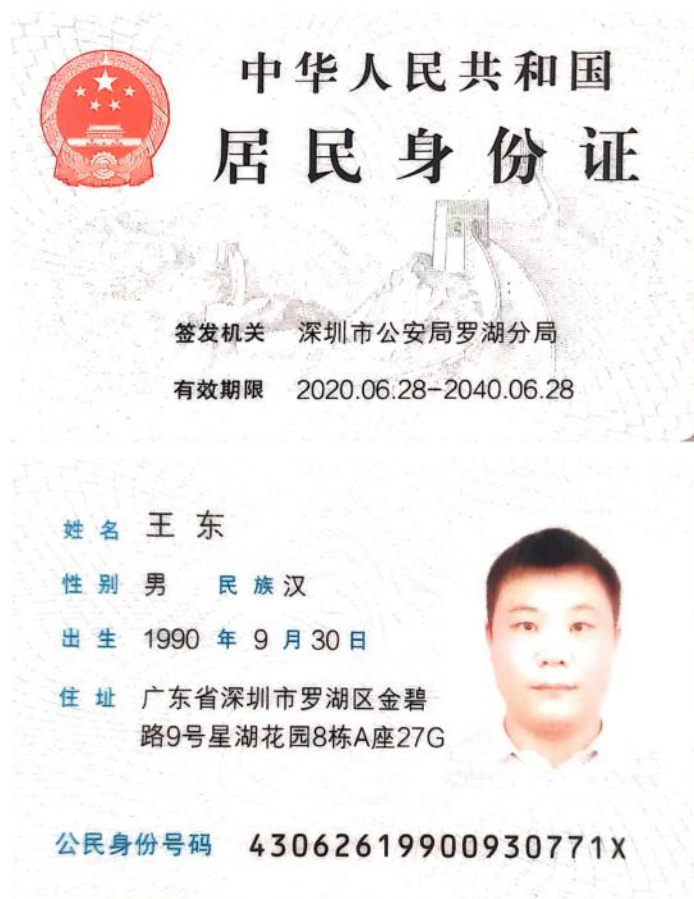 中华人民共和国
居民身份证
签发机关 深圳市公安局罗湖分局
有效期限 2020.06.28-2040.06.28
姓名 王东
性别 男 民族 汉
出生 1990 年 9 月 30 日
住址 广东省深圳市罗湖区金碧
路9号星湖花园8栋A座27G
公民身份号码 43062619900930771X